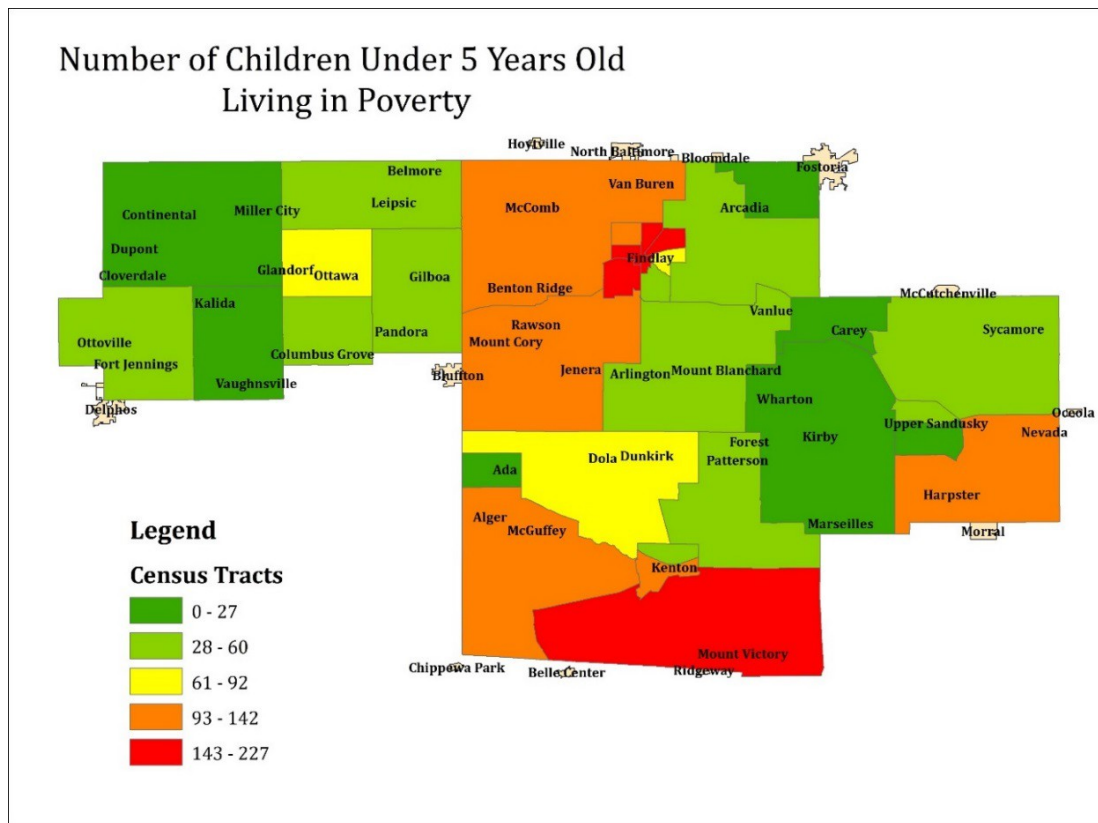 Number of Children Under 5 Years Old
Living in Poverty
Hoytville
North Baltimore
Bloomdale
Fostoria
Belmore
Van Buren
Leipsic
McComb
Arcadia
Continental
Miller City
Dupont
Findlay
Cloverdale
Glandorf
Ottawa
Gilboa
Benton Ridge
McCutchenville
Kalida
Vanlue
Rawson
Carey
Sycamore
Ottoville
Pandora
Mount Cory
Fort Jennings
Columbus Grove
Bluffton
Jenera
Arlington
Mount Blanchard
Vaughnsville
Wharton
Delphos
Oceola
Upper Sandusky
Nevada
Kirby
Forest
Dola
Dunkirk
Patterson
Ada
Harpster
Alger
McGuffey
Marseilles
Morral
Kenton
Mount Victory
Chippewa Park
Belle Center
Ridgeway
Legend
Census Tracts
0 - 27
28 - 60
61 - 92
93 - 142
143 - 227